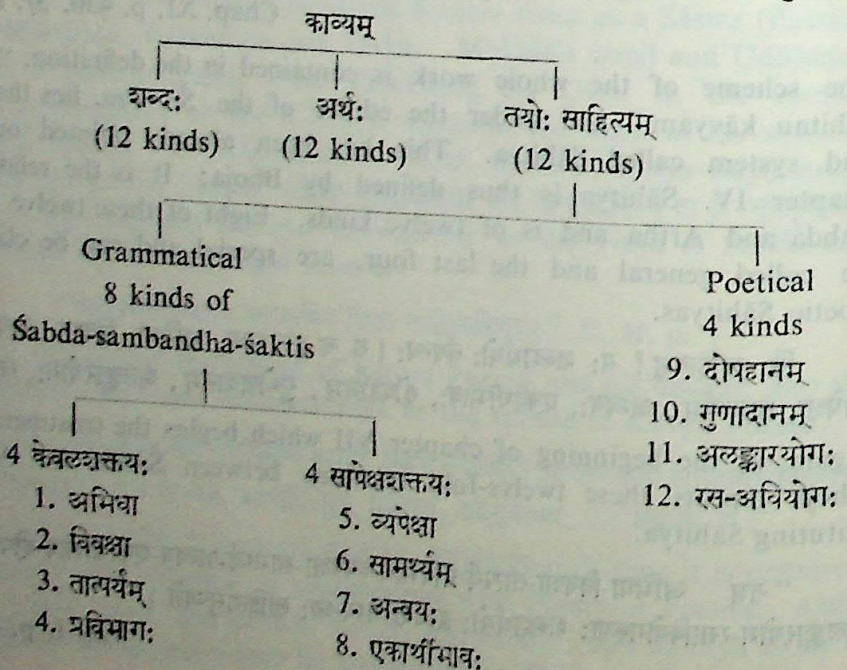 काव्यम्
शब्दः
(12 kinds)
अर्थः
(12 kinds)
तयोः साहित्यम्
(12 kinds)
Grammatical
8 kinds of
Śabda-sambandha-śaktis
4 केवलशक्तयः
1. अभिधा
2. विवक्षा
3. तात्पर्यम्
4. प्रविभागः
4 सापेक्षशक्तयः
5. व्यपेक्षा
6. सामर्थ्यम्
7. अन्वयः
8. एकार्थीभावः
Poetical
4 kinds
9. दोषहानम्
10. गुणादानम्
11. अलङ्कारयोगः
12. रस-अवियोगः